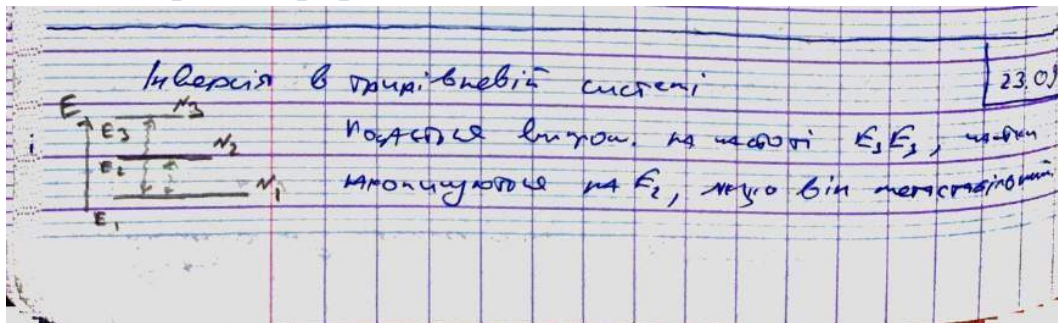 Інверсія в трирівневій системі
23.09
E
E3
N3
E2
N2
E1
N1
Подається випром. на частоті E1E3, частки
накопичуються на E2, якщо він метастабільний